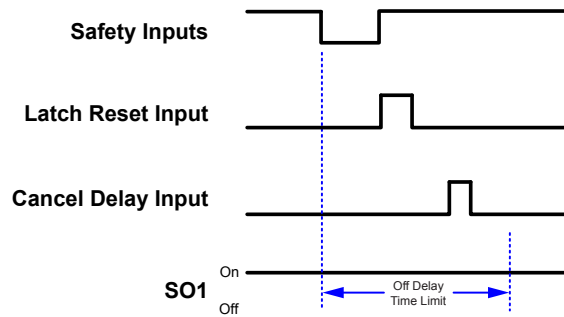 Safety Inputs
Latch Reset Input
Cancel Delay Input
On
SO1
Off Delay
Time Limit
Off